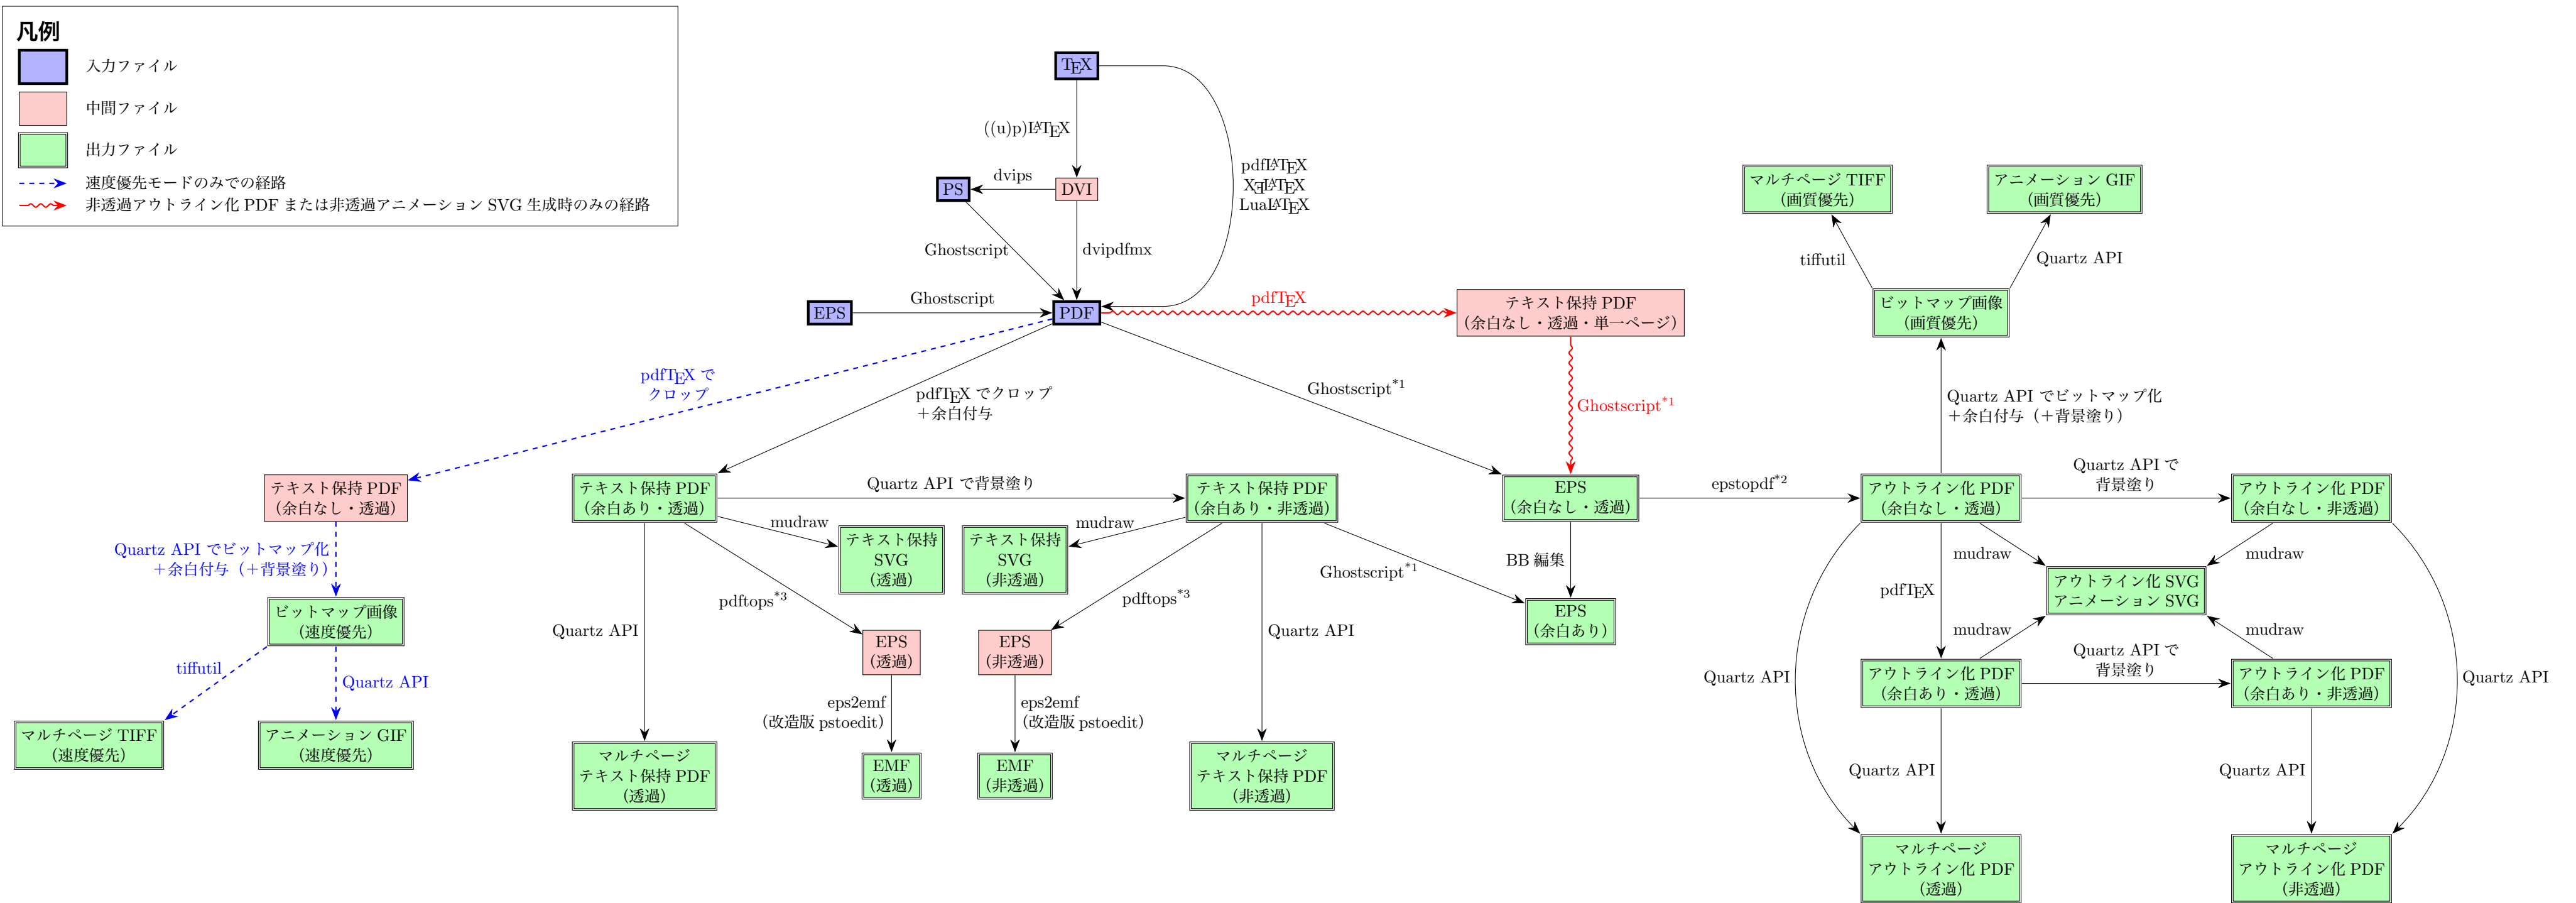 凡例
入力ファイル
中間ファイル
出力ファイル
速度優先モードのみでの経路
非透過アウトライン化 PDF または非透過アニメーション SVG 生成時のみの経路
TEX
((u)p)LATEX
pdfLATEX
XƎLATEX
LuaLATEX
PS
dvips
DVI
Ghostscript
dvipdfmx
EPS
Ghostscript
PDF
pdfTEX
テキスト保持 PDF
(余白なし・透過・単一ページ)
マルチページ TIFF
(画質優先)
アニメーション GIF
(画質優先)
tiffutil
Quartz API
ビットマップ画像
(画質優先)
pdfTEX で
クロップ
pdfTEX でクロップ
＋余白付与
Ghostscript*1
Ghostscript*1
Quartz API でビットマップ化
＋余白付与（＋背景塗り）
テキスト保持 PDF
(余白なし・透過)
テキスト保持 PDF
(余白あり・透過)
Quartz API で背景塗り
テキスト保持 PDF
(余白あり・非透過)
EPS
(余白なし・透過)
epstopdf*2
アウトライン化 PDF
(余白なし・透過)
Quartz API で
背景塗り
アウトライン化 PDF
(余白なし・非透過)
Quartz API でビットマップ化
＋余白付与（＋背景塗り）
mudraw
テキスト保持
SVG
(透過)
mudraw
テキスト保持
SVG
(非透過)
BB 編集
Ghostscript*1
EPS
(余白あり)
mudraw
mudraw
アウトライン化 SVG
アニメーション SVG
pdfTEX
mudraw
mudraw
ビットマップ画像
(速度優先)
tiffutil
Quartz API
マルチページ TIFF
(速度優先)
アニメーション GIF
(速度優先)
Quartz API
pdftops*3
EPS
(透過)
eps2emf
(改造版 pstoedit)
EMF
(透過)
pdftops*3
EPS
(非透過)
eps2emf
(改造版 pstoedit)
EMF
(非透過)
Quartz API
マルチページ
テキスト保持 PDF
(透過)
マルチページ
テキスト保持 PDF
(非透過)
Quartz API
アウトライン化 PDF
(余白あり・透過)
Quartz API で
背景塗り
アウトライン化 PDF
(余白あり・非透過)
Quartz API
Quartz API
Quartz API
マルチページ
アウトライン化 PDF
(透過)
マルチページ
アウトライン化 PDF
(非透過)